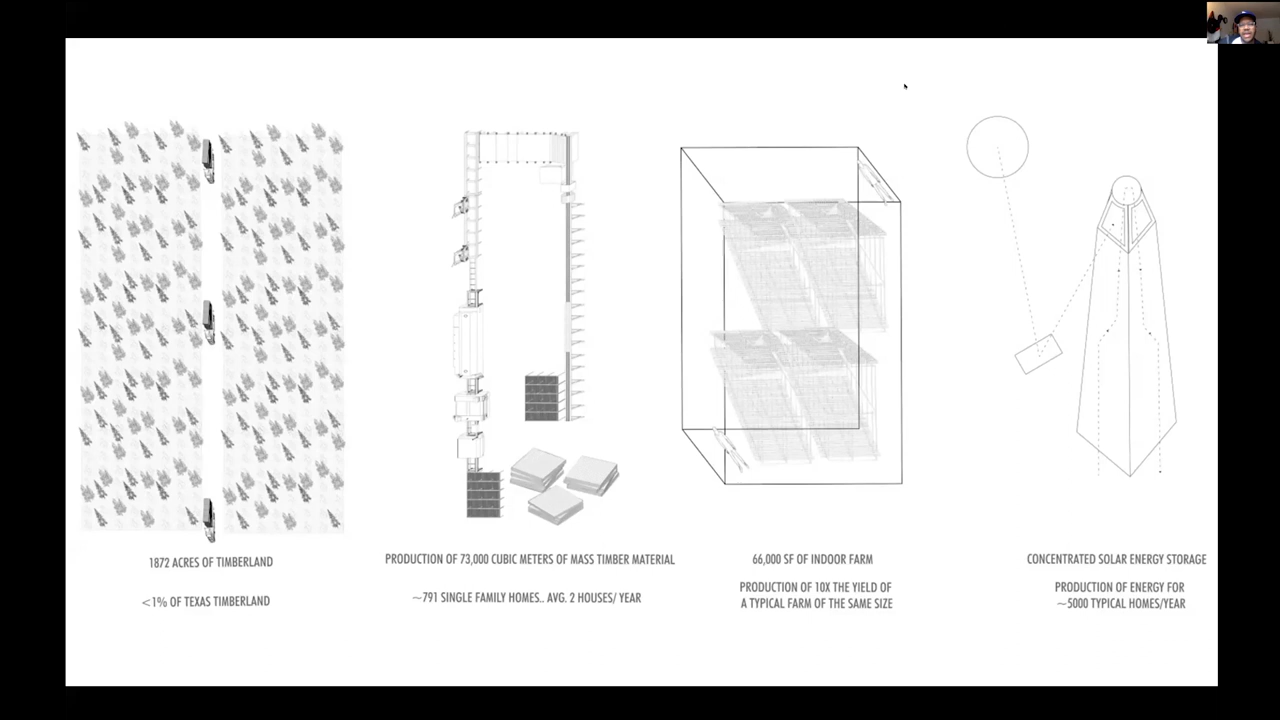 1872 ACRES OF TIMBERLAND
<1% OF TEXAS TIMBERLAND
PRODUCTION OF 73,000 CUBIC METERS OF MASS TIMBER MATERIAL
~791 SINGLE FAMILY HOMES.. AVG. 2 HOUSES/ YEAR
66,000 SF OF INDOOR FARM
PRODUCTION OF 10X THE YIELD OF
A TYPICAL FARM OF THE SAME SIZE
CONCENTRATED SOLAR ENERGY STORAGE
PRODUCTION OF ENERGY FOR
~5000 TYPICAL HOMES/YEAR